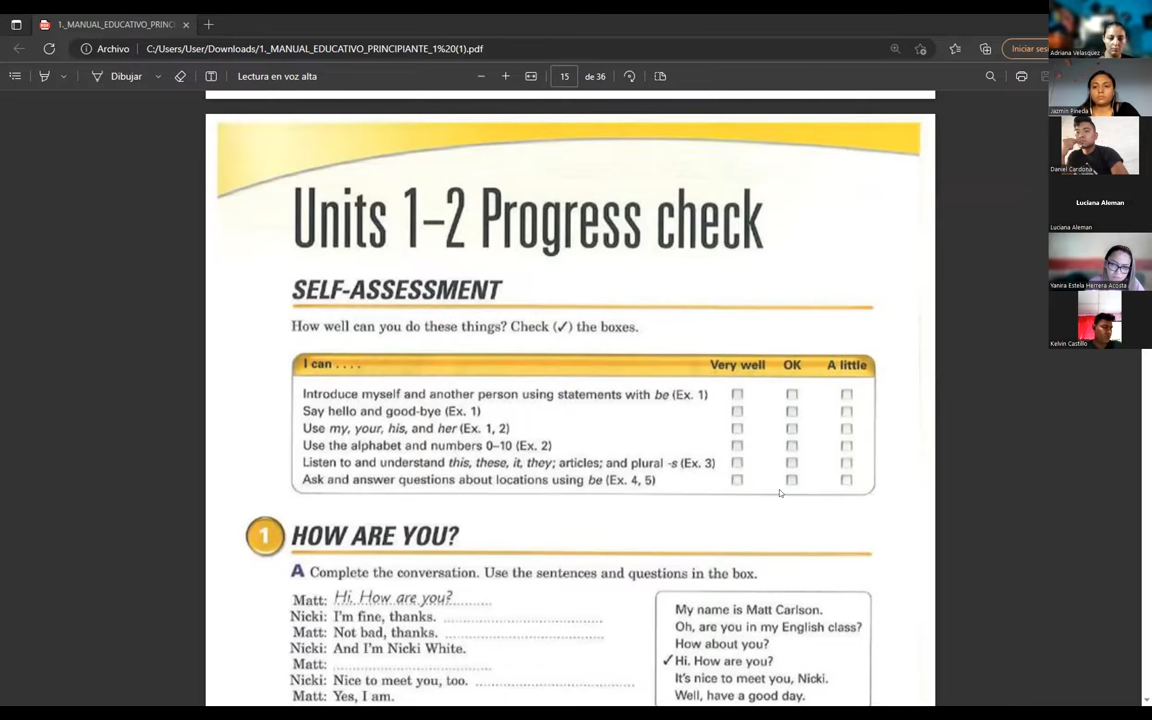 1._MANUAL_EDUCATIVO_PRINC
Archivo
C:/Users/User/Downloads/1._MANUAL_EDUCATIVO_PRINCIPIANTE_1%20(1).pdf
Iniciar ses
Dibujar
Lectura en voz alta
15 de 36
Adriana Velasquez
Jazmin Pineda
Daniel Cardona
Luciana Aleman
Luciana Aleman
Yanira Estela Herrera Acosta
Kelvin Castillo
Units 1–2 Progress check
SELF-ASSESSMENT
How well can you do these things? Check (✓) the boxes.
I can . . . . Very well OK A little
Introduce myself and another person using statements with be (Ex. 1)
Say hello and good-bye (Ex. 1)
Use my, your, his, and her (Ex. 1, 2)
Use the alphabet and numbers 0–10 (Ex. 2)
Listen to and understand this, these, it, they; articles; and plural -s (Ex. 3)
Ask and answer questions about locations using be (Ex. 4, 5)
1 HOW ARE YOU?
A Complete the conversation. Use the sentences and questions in the box.
Matt: Hi. How are you?
Nicki: I'm fine, thanks.
Matt: Not bad, thanks.
Nicki: And I'm Nicki White.
Matt:
Nicki: Nice to meet you, too.
Matt: Yes, I am.
My name is Matt Carlson.
Oh, are you in my English class?
How about you?
✓Hi. How are you?
It's nice to meet you, Nicki.
Well, have a good day.